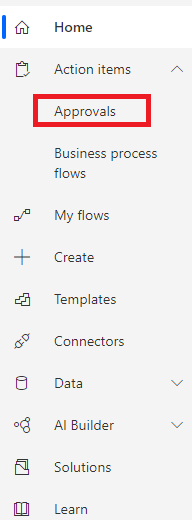 Home
Action items
Approvals
Business process
flows
My flows
Create
Templates
Connectors
Data
AI Builder
Solutions
Learn